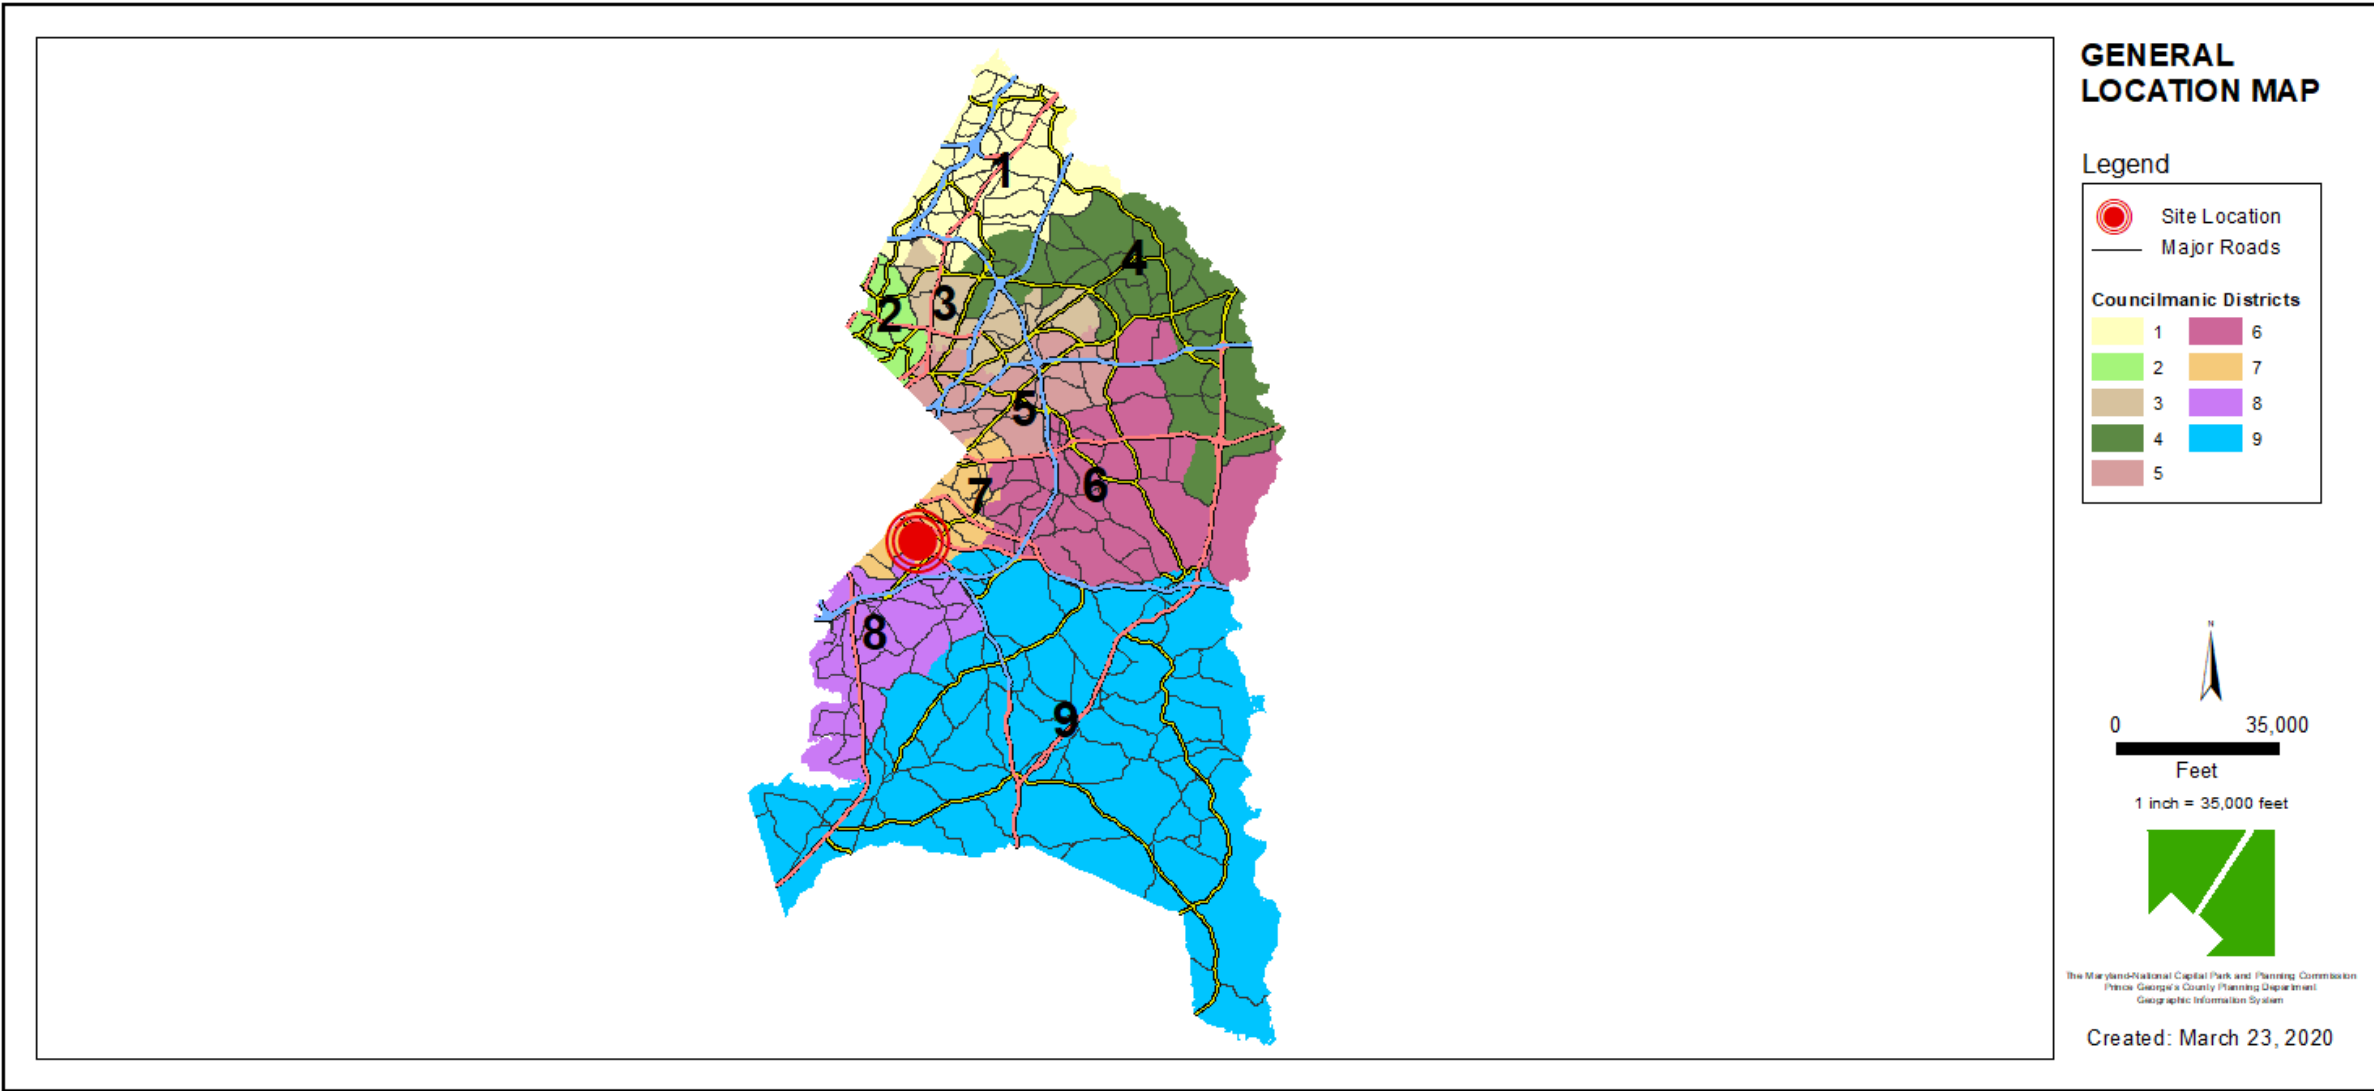 GENERAL
LOCATION MAP
Legend
Site Location
Major Roads
Councilmanic Districts
1
6
2
7
3
8
4
9
5
1
4
2
3
5
6
7
8
9
N
0
35,000
Feet
1 inch = 35,000 feet
The Maryland-National Capital Park and Planning Commission
Prince George's County Planning Department
Geographic Information System
Created: March 23, 2020